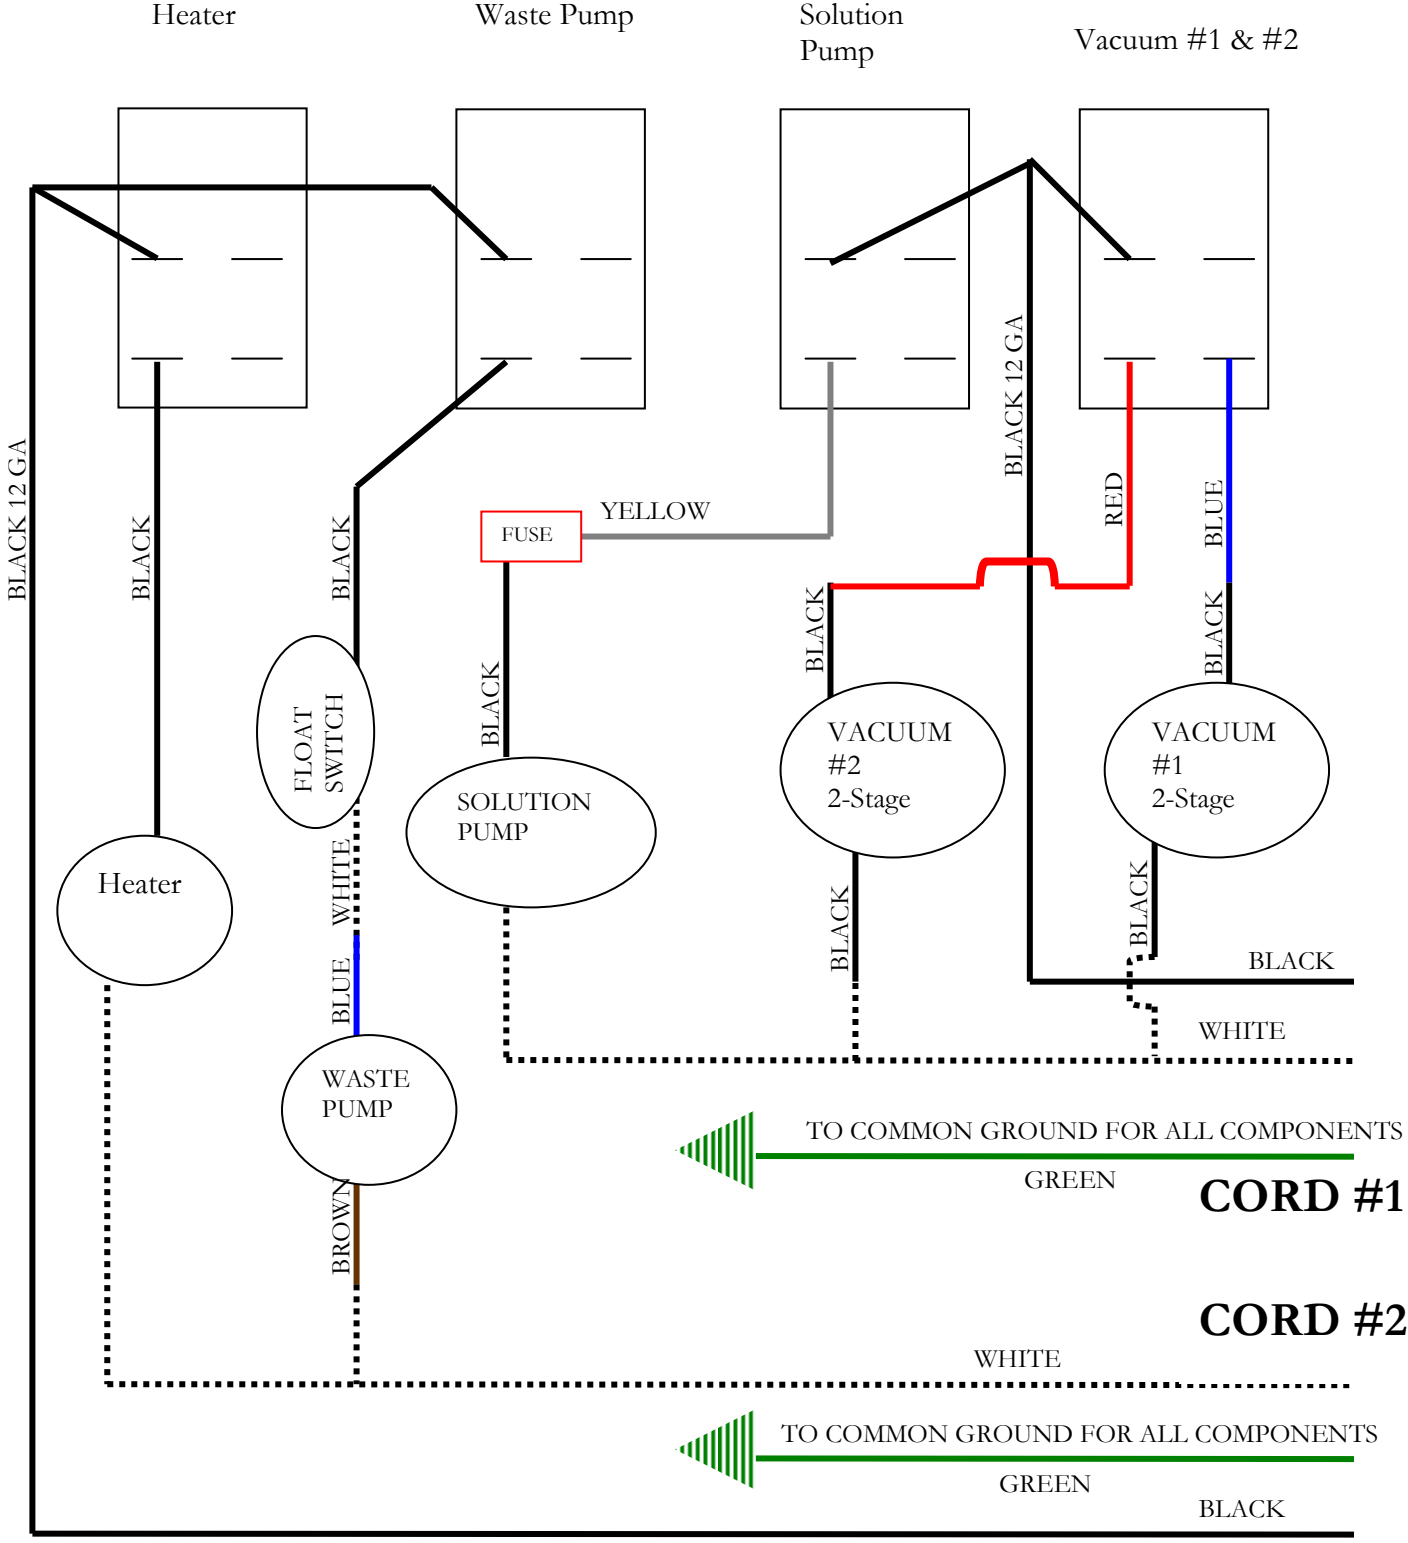 Heater
Waste Pump
Solution
Pump
Vacuum #1 & #2
BLACK 12 GA
BLACK 12 GA
BLACK
BLACK
RED
BLUE
YELLOW
FUSE
BLACK
BLACK
BLACK
FLOAT
SWITCH
VACUUM
#2
2-Stage
VACUUM
#1
2-Stage
SOLUTION
PUMP
Heater
WHITE
BLUE
BLACK
BLACK
BLACK
WHITE
WASTE
PUMP
BROWN
TO COMMON GROUND FOR ALL COMPONENTS
GREEN
CORD #1
CORD #2
WHITE
TO COMMON GROUND FOR ALL COMPONENTS
GREEN
BLACK